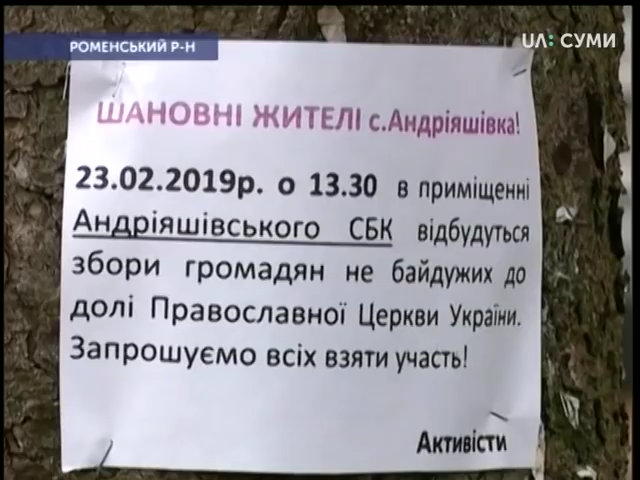 РОМЕНСЬКИЙ Р-Н
UA: СУМИ
ШАНОВНІ ЖИТЕЛІ с.Андріяшівка!
23.02.2019р. о 13.30 в приміщенні
Андріяшівського СБК відбудуться
збори громадян не байдужих до
долі Православної Церкви України.
Запрошуємо всіх взяти участь!
Активісти